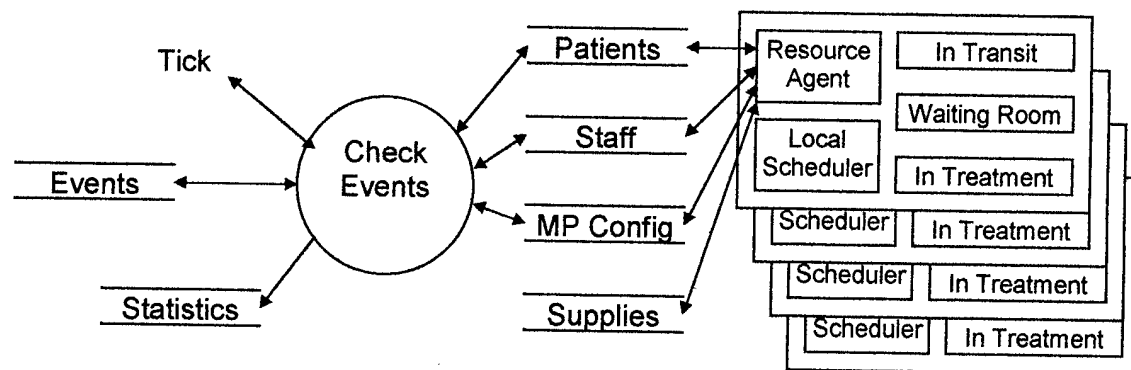 Tick
Check
Events
Events
Statistics
Patients
Staff
MP Config
Supplies
Resource
Agent
Local
Scheduler
In Transit
Waiting Room
In Treatment
Scheduler
In Treatment
Scheduler
In Treatment
Scheduler
In Treatment